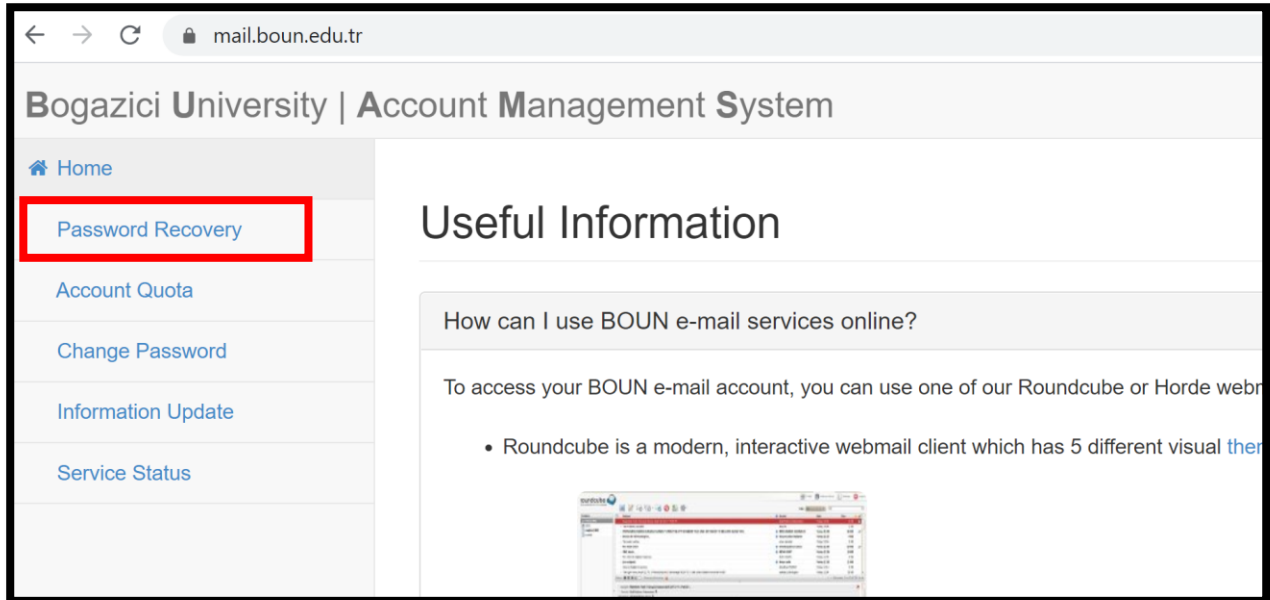 mail.boun.edu.tr
Bogazici University | Account Management System
Home
Password Recovery
Account Quota
Change Password
Information Update
Service Status
Useful Information
How can I use BOUN e-mail services online?
To access your BOUN e-mail account, you can use one of our Roundcube or Horde webr
• Roundcube is a modern, interactive webmail client which has 5 different visual ther